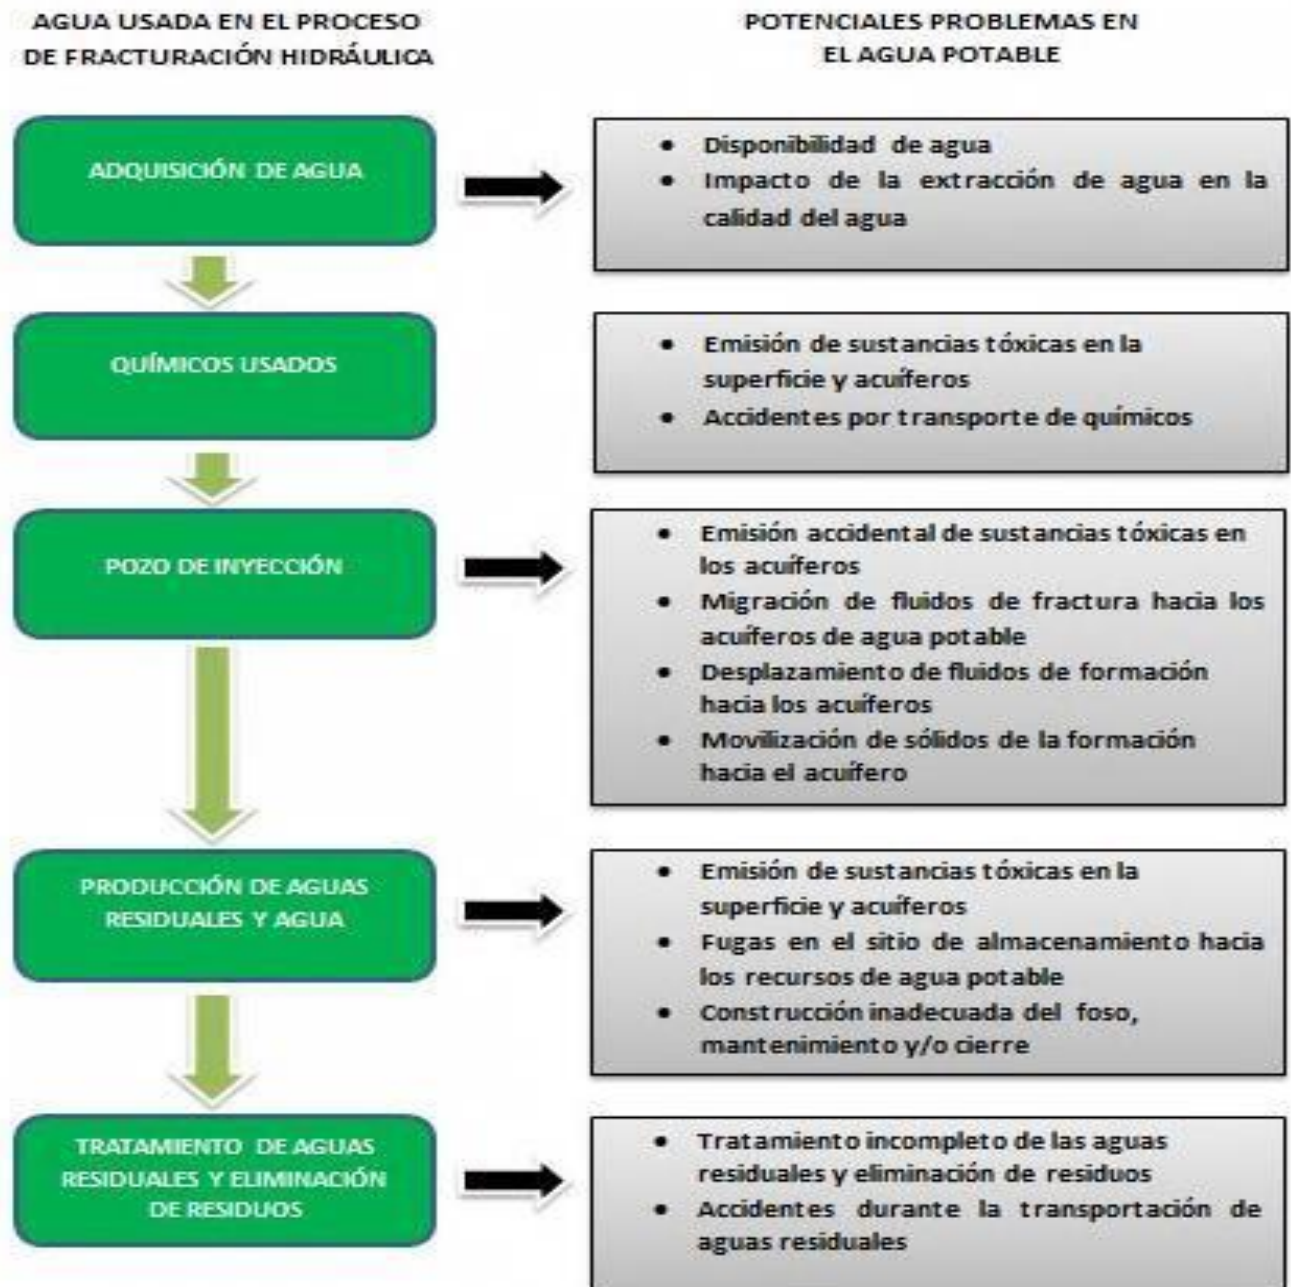 AGUA USADA EN EL PROCESO
DE FRACTURACIÓN HIDRÁULICA
POTENCIALES PROBLEMAS EN
EL AGUA POTABLE
ADQUISICIÓN DE AGUA
• Disponibilidad de agua
• Impacto de la extracción de agua en la
calidad del agua
QUÍMICOS USADOS
• Emisión de sustancias tóxicas en la
superficie y acuíferos
• Accidentes por transporte de químicos
POZO DE INYECCIÓN
• Emisión accidental de sustancias tóxicas en
los acuíferos
• Migración de fluidos de fractura hacia los
acuíferos de agua potable
• Desplazamiento de fluidos de formación
hacia los acuíferos
• Movilización de sólidos de la formación
hacia el acuífero
PRODUCCIÓN DE AGUAS
RESIDUALES Y AGUA
• Emisión de sustancias tóxicas en la
superficie y acuíferos
• Fugas en el sitio de almacenamiento hacia
los recursos de agua potable
• Construcción inadecuada del foso,
mantenimiento y/o cierre
TRATAMIENTO DE AGUAS
RESIDUALES Y ELIMINACIÓN
DE RESIDUOS
• Tratamiento incompleto de las aguas
residuales y eliminación de residuos
• Accidentes durante la transportación de
aguas residuales